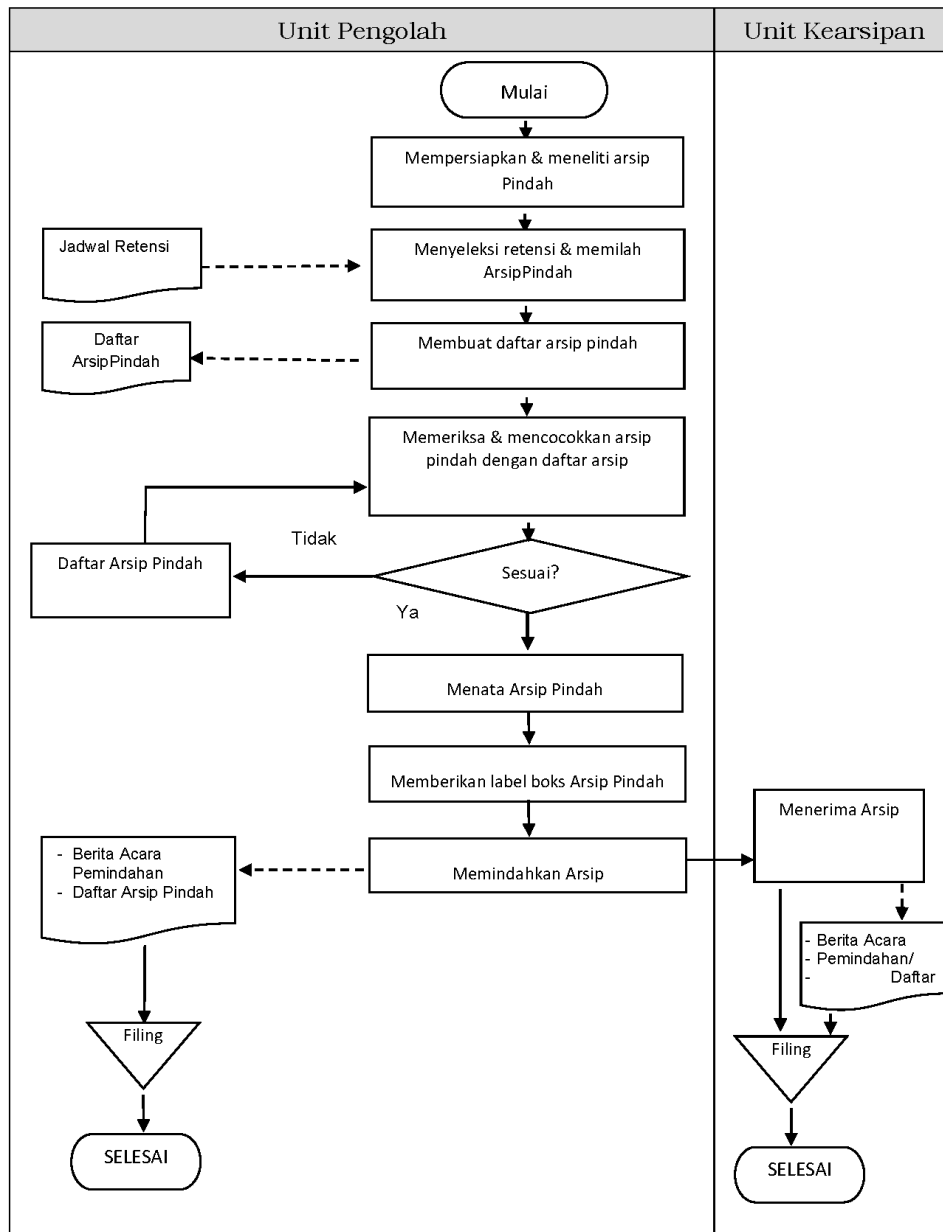 Unit Pengolah
Unit Kearsipan
Mulai
Mempersiapkan & meneliti arsip
Pindah
Jadwal Retensi
Menyeleksi retensi & memilah
ArsipPindah
Daftar
ArsipPindah
Membuat daftar arsip pindah
Memeriksa & mencocokkan arsip
pindah dengan daftar arsip
Tidak
Daftar Arsip Pindah
Sesuai?
Ya
Menata Arsip Pindah
Memberikan label boks Arsip Pindah
Menerima Arsip
- Berita Acara
Pemindahan
- Daftar Arsip Pindah
Memindahkan Arsip
- Berita Acara
- Pemindahan/
- Daftar
Filing
Filing
SELESAI
SELESAI